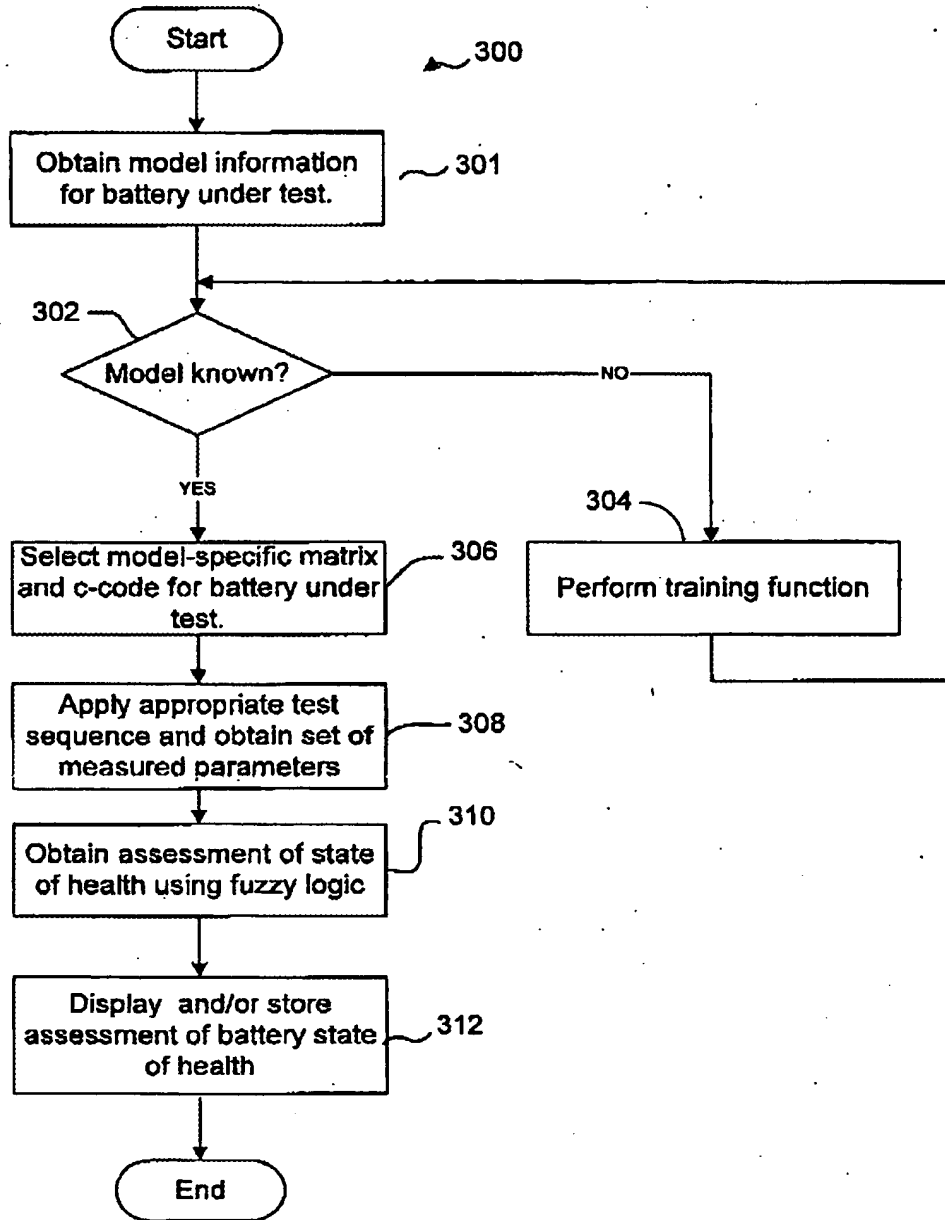 Start
300
Obtain model information
for battery under test.
301
302
Model known?
NO
YES
304
Select model-specific matrix
and c-code for battery under
test.
306
Perform training function
Apply appropriate test
sequence and obtain set of
measured parameters
308
310
Obtain assessment of state
of health using fuzzy logic
Display and/or store
assessment of battery state
of health
312
End